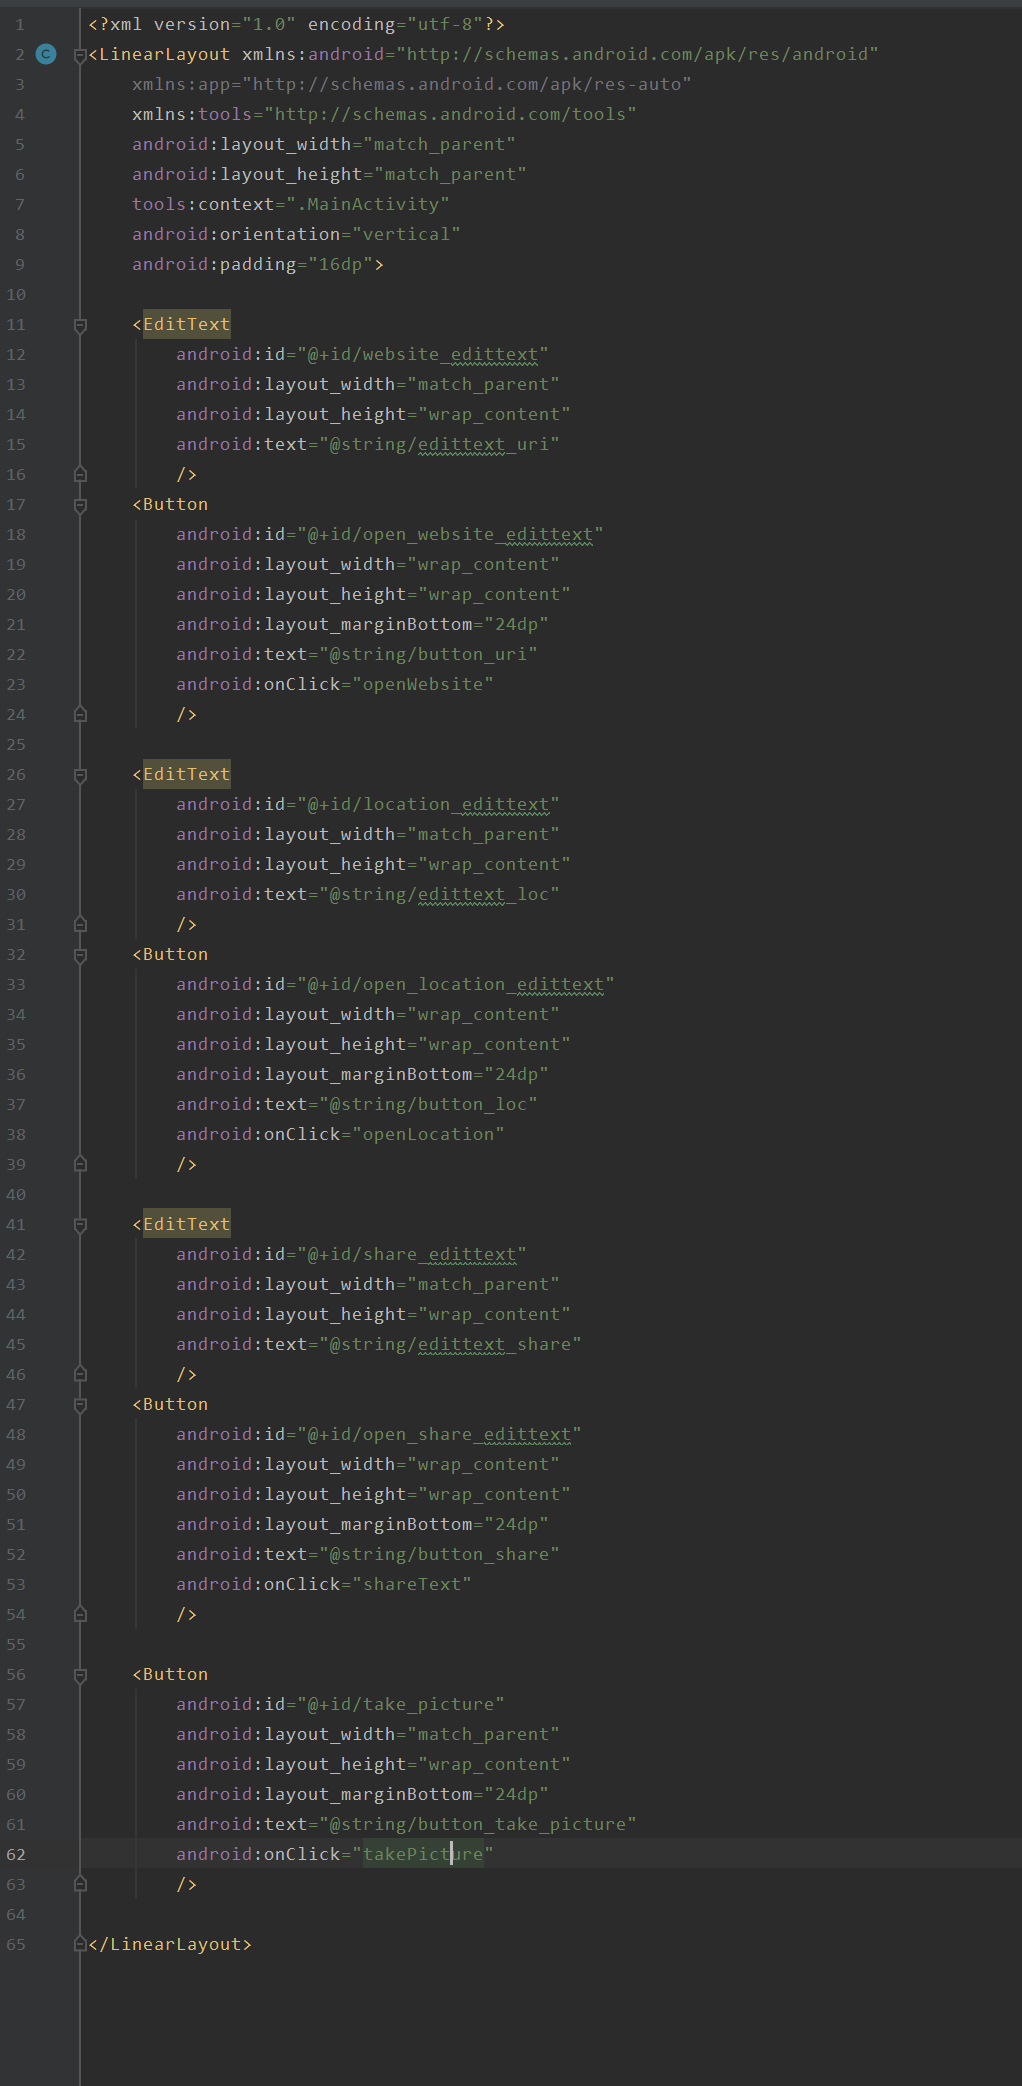 1 <?xml version="1.0" encoding="utf-8"?>
2 C <LinearLayout xmlns:android="http://schemas.android.com/apk/res/android"
3     xmlns:app="http://schemas.android.com/apk/res-auto"
4     xmlns:tools="http://schemas.android.com/tools"
5     android:layout_width="match_parent"
6     android:layout_height="match_parent"
7     tools:context=".MainActivity"
8     android:orientation="vertical"
9     android:padding="16dp">
10
11     <EditText
12         android:id="@+id/website_edittext"
13         android:layout_width="match_parent"
14         android:layout_height="wrap_content"
15         android:text="@string/edittext_uri"
16         />
17     <Button
18         android:id="@+id/open_website_edittext"
19         android:layout_width="wrap_content"
20         android:layout_height="wrap_content"
21         android:layout_marginBottom="24dp"
22         android:text="@string/button_uri"
23         android:onClick="openWebsite"
24         />
25
26     <EditText
27         android:id="@+id/location_edittext"
28         android:layout_width="match_parent"
29         android:layout_height="wrap_content"
30         android:text="@string/edittext_loc"
31         />
32     <Button
33         android:id="@+id/open_location_edittext"
34         android:layout_width="wrap_content"
35         android:layout_height="wrap_content"
36         android:layout_marginBottom="24dp"
37         android:text="@string/button_loc"
38         android:onClick="openLocation"
39         />
40
41     <EditText
42         android:id="@+id/share_edittext"
43         android:layout_width="match_parent"
44         android:layout_height="wrap_content"
45         android:text="@string/edittext_share"
46         />
47     <Button
48         android:id="@+id/open_share_edittext"
49         android:layout_width="wrap_content"
50         android:layout_height="wrap_content"
51         android:layout_marginBottom="24dp"
52         android:text="@string/button_share"
53         android:onClick="shareText"
54         />
55
56     <Button
57         android:id="@+id/take_picture"
58         android:layout_width="match_parent"
59         android:layout_height="wrap_content"
60         android:layout_marginBottom="24dp"
61         android:text="@string/button_take_picture"
62         android:onClick="takePicture"
63         />
64
65 </LinearLayout>